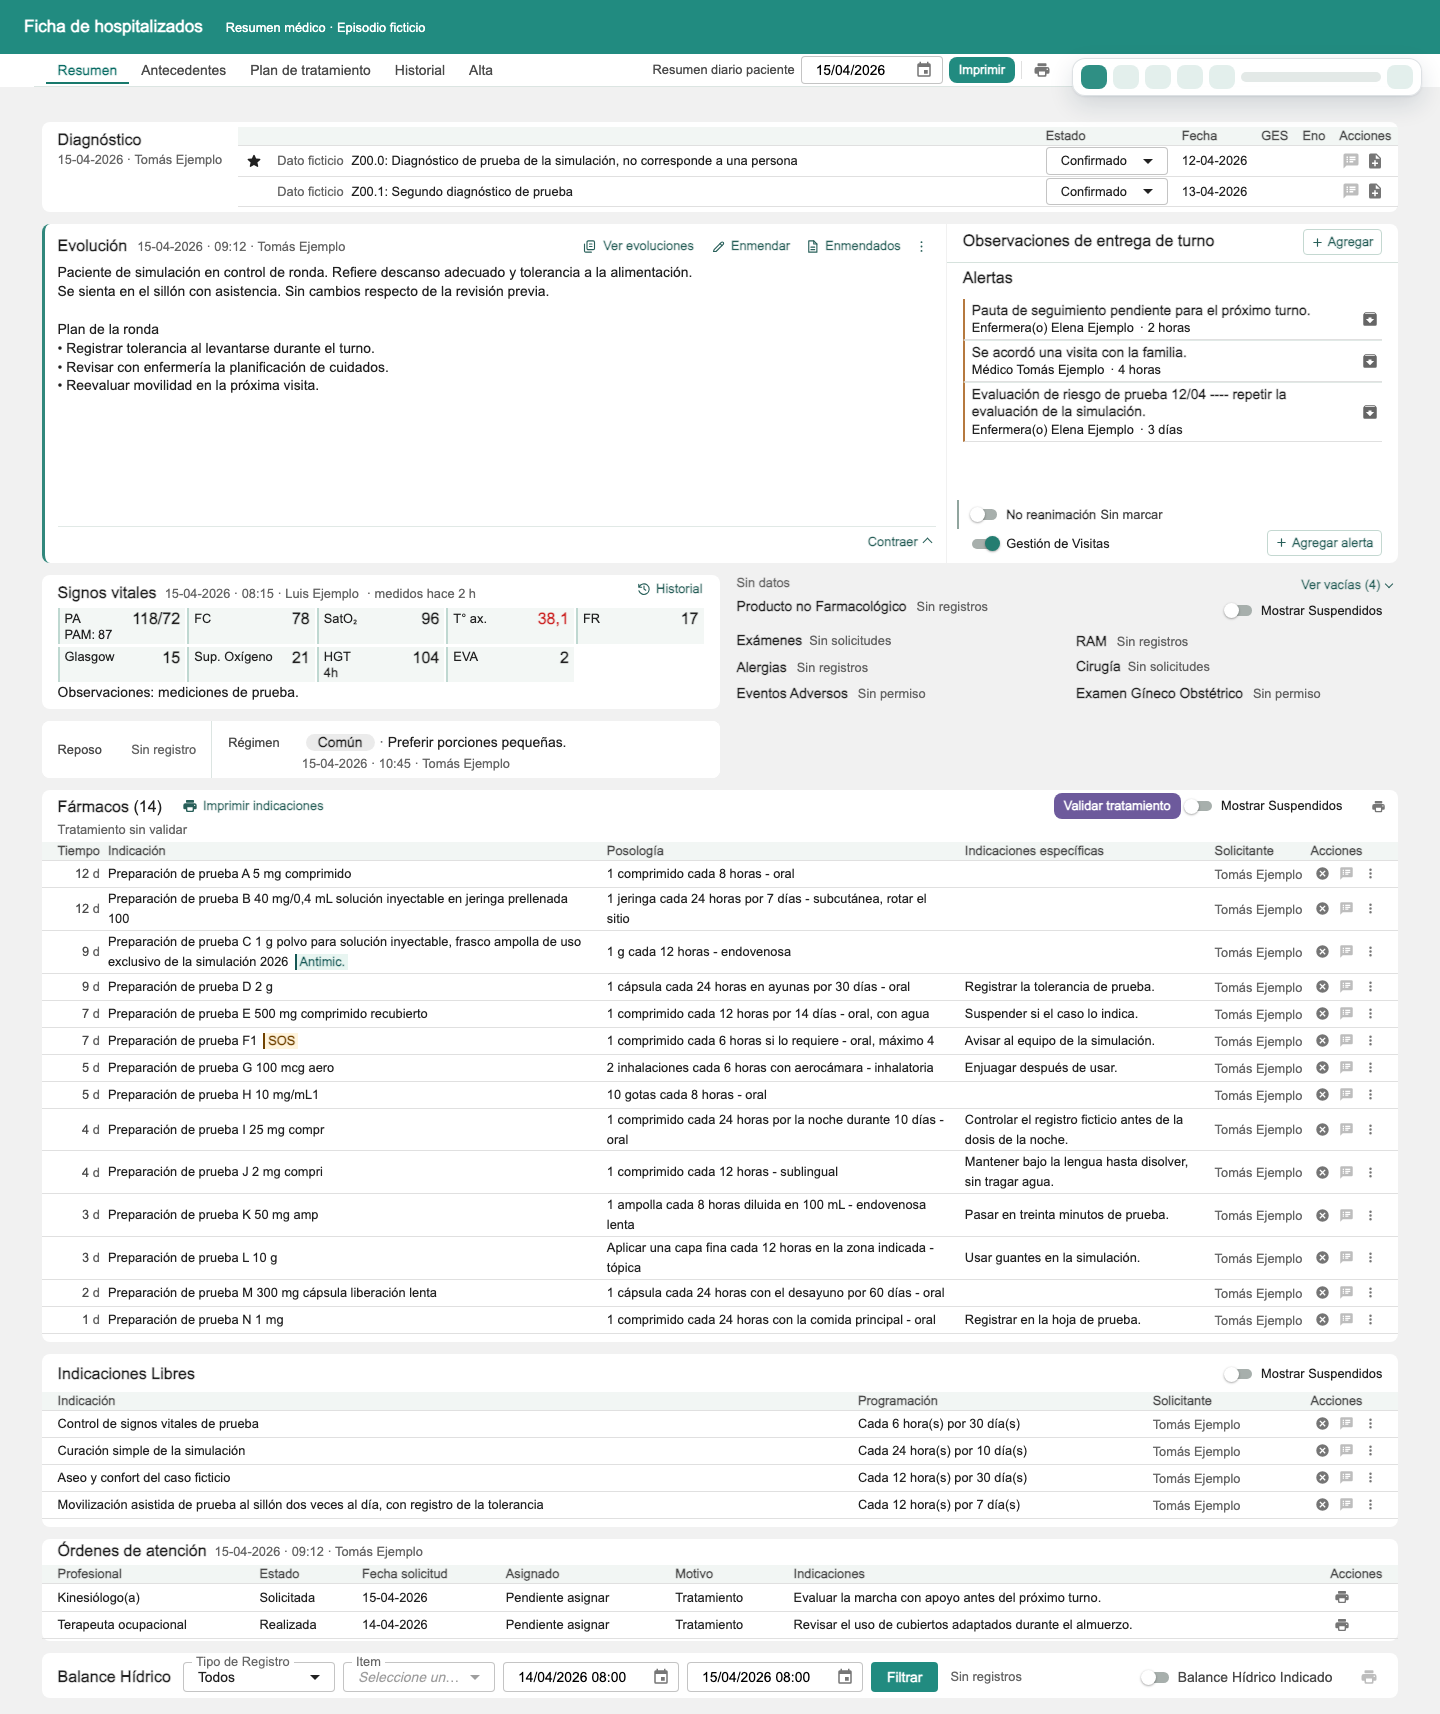 Ficha de hospitalizados Resumen médico · Episodio ficticio
Resumen Antecedentes Plan de tratamiento Historial Alta Resumen diario paciente 15/04/2026 Imprimir
Diagnóstico
15-04-2026 · Tomás Ejemplo
Estado Fecha GES Eno Acciones
Dato ficticio Z00.0: Diagnóstico de prueba de la simulación, no corresponde a una persona Confirmado 12-04-2026
Dato ficticio Z00.1: Segundo diagnóstico de prueba Confirmado 13-04-2026
Evolución 15-04-2026 · 09:12 · Tomás Ejemplo Ver evoluciones Enmendar Enmendados
Paciente de simulación en control de ronda. Refiere descanso adecuado y tolerancia a la alimentación.
Se sienta en el sillón con asistencia. Sin cambios respecto de la revisión previa.
Plan de la ronda
• Registrar tolerancia al levantarse durante el turno.
• Revisar con enfermería la planificación de cuidados.
• Reevaluar movilidad en la próxima visita.
Contraer
Observaciones de entrega de turno + Agregar
Alertas
Pauta de seguimiento pendiente para el próximo turno.
Enfermera(o) Elena Ejemplo · 2 horas
Se acordó una visita con la familia.
Médico Tomás Ejemplo · 4 horas
Evaluación de riesgo de prueba 12/04 ---- repetir la
evaluación de la simulación.
Enfermera(o) Elena Ejemplo · 3 días
No reanimación Sin marcar
Gestión de Visitas + Agregar alerta
Signos vitales 15-04-2026 · 08:15 · Luis Ejemplo · medidos hace 2 h Historial
PA 118/72 FC 78 SatO₂ 96 T° ax. 38,1 FR 17
PAM: 87
Glasgow 15 Sup. Oxígeno 21 HGT 104 EVA 2
4h
Observaciones: mediciones de prueba.
Sin datos Ver vacías (4)
Producto no Farmacológico Sin registros Mostrar Suspendidos
Exámenes Sin solicitudes RAM Sin registros
Alergias Sin registros Cirugía Sin solicitudes
Eventos Adversos Sin permiso Examen Gíneco Obstétrico Sin permiso
Reposo Sin registro Régimen Común · Preferir porciones pequeñas.
15-04-2026 · 10:45 · Tomás Ejemplo
Fármacos (14) Imprimir indicaciones Validar tratamiento Mostrar Suspendidos
Tratamiento sin validar
Tiempo Indicación Posología Indicaciones específicas Solicitante Acciones
12 d Preparación de prueba A 5 mg comprimido 1 comprimido cada 8 horas - oral Tomás Ejemplo
12 d Preparación de prueba B 40 mg/0,4 mL solución inyectable en jeringa prellenada 100 1 jeringa cada 24 horas por 7 días - subcutánea, rotar el sitio Tomás Ejemplo
9 d Preparación de prueba C 1 g polvo para solución inyectable, frasco ampolla de uso exclusivo de la simulación 2026 Antimic. 1 g cada 12 horas - endovenosa Tomás Ejemplo
9 d Preparación de prueba D 2 g 1 cápsula cada 24 horas en ayunas por 30 días - oral Registrar la tolerancia de prueba. Tomás Ejemplo
7 d Preparación de prueba E 500 mg comprimido recubierto 1 comprimido cada 12 horas por 14 días - oral, con agua Suspender si el caso lo indica. Tomás Ejemplo
7 d Preparación de prueba F1 SOS 1 comprimido cada 6 horas si lo requiere - oral, máximo 4 Avisar al equipo de la simulación. Tomás Ejemplo
5 d Preparación de prueba G 100 mcg aero 2 inhalaciones cada 6 horas con aerocámara - inhalatoria Enjuagar después de usar. Tomás Ejemplo
5 d Preparación de prueba H 10 mg/mL1 10 gotas cada 8 horas - oral Tomás Ejemplo
4 d Preparación de prueba I 25 mg compr 1 comprimido cada 24 horas por la noche durante 10 días - oral Controlar el registro ficticio antes de la dosis de la noche. Tomás Ejemplo
4 d Preparación de prueba J 2 mg compri 1 comprimido cada 12 horas - sublingual Mantener bajo la lengua hasta disolver, sin tragar agua. Tomás Ejemplo
3 d Preparación de prueba K 50 mg amp 1 ampolla cada 8 horas diluida en 100 mL - endovenosa lenta Pasar en treinta minutos de prueba. Tomás Ejemplo
3 d Preparación de prueba L 10 g Aplicar una capa fina cada 12 horas en la zona indicada - tópica Usar guantes en la simulación. Tomás Ejemplo
2 d Preparación de prueba M 300 mg cápsula liberación lenta 1 cápsula cada 24 horas con el desayuno por 60 días - oral Tomás Ejemplo
1 d Preparación de prueba N 1 mg 1 comprimido cada 24 horas con la comida principal - oral Registrar en la hoja de prueba. Tomás Ejemplo
Indicaciones Libres Mostrar Suspendidos
Indicación Programación Solicitante Acciones
Control de signos vitales de prueba Cada 6 hora(s) por 30 día(s) Tomás Ejemplo
Curación simple de la simulación Cada 24 hora(s) por 10 día(s) Tomás Ejemplo
Aseo y confort del caso ficticio Cada 12 hora(s) por 30 día(s) Tomás Ejemplo
Movilización asistida de prueba al sillón dos veces al día, con registro de la tolerancia Cada 12 hora(s) por 7 día(s) Tomás Ejemplo
Órdenes de atención 15-04-2026 · 09:12 · Tomás Ejemplo
Profesional Estado Fecha solicitud Asignado Motivo Indicaciones Acciones
Kinesiólogo(a) Solicitada 15-04-2026 Pendiente asignar Tratamiento Evaluar la marcha con apoyo antes del próximo turno.
Terapeuta ocupacional Realizada 14-04-2026 Pendiente asignar Tratamiento Revisar el uso de cubiertos adaptados durante el almuerzo.
Tipo de Registro Item
Balance Hídrico Todos Seleccione un... 14/04/2026 08:00 15/04/2026 08:00 Filtrar Sin registros Balance Hídrico Indicado